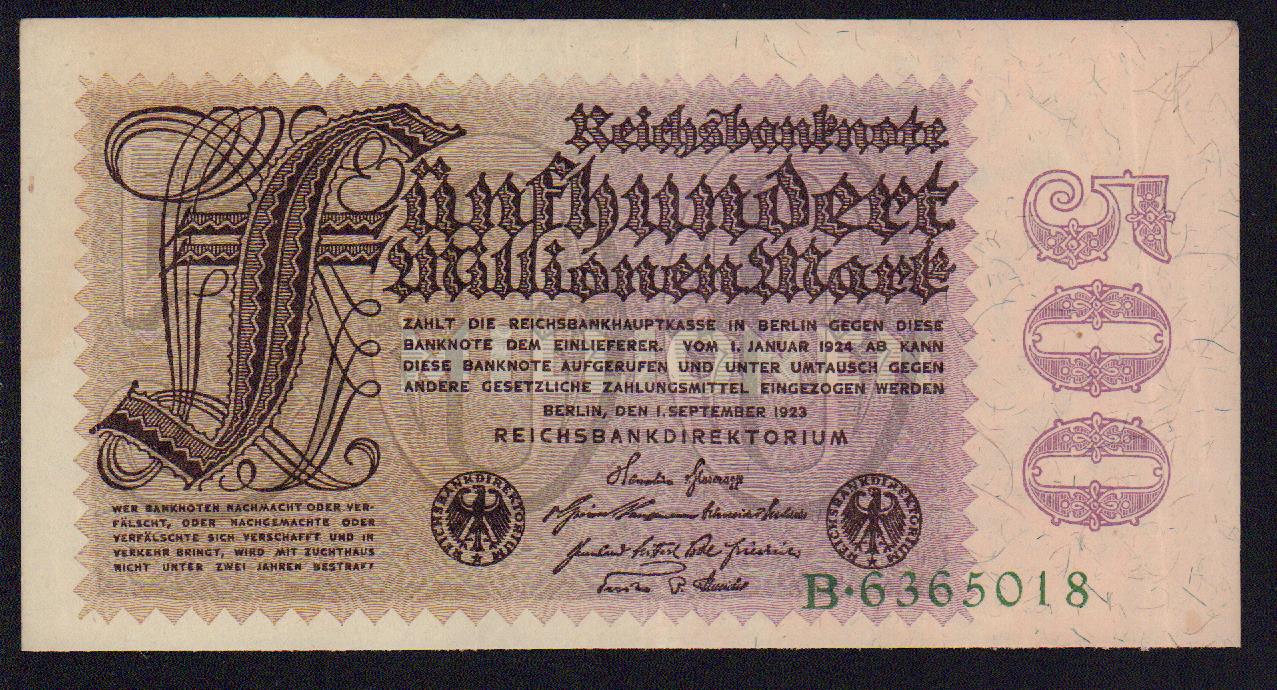 Reichsbanknote
Fünfhundert
Millionen Mark
ZAHLT DIE REICHSBANKHAUPTKASSE IN BERLIN GEGEN DIESE
BANKNOTE DEM EINLIEFERER. VOM 1. JANUAR 1924 AB KANN
DIESE BANKNOTE AUFGERUFEN UND UNTER UMTAUSCH GEGEN
ANDERE GESETZLICHE ZAHLUNGSMITTEL EINGEZOGEN WERDEN
BERLIN, DEN 1. SEPTEMBER 1923
REICHSBANKDIREKTORIUM
REICHSBANKDIREKTORIUM
REICHSBANKDIREKTORIUM
WER BANKNOTEN NACHMACHT ODER VER-
FÄLSCHT, ODER NACHGEMACHTE ODER
VERFÄLSCHTE SICH VERSCHAFFT UND IN
VERKEHR BRINGT, WIRD MIT ZUCHTHAUS
NICHT UNTER ZWEI JAHREN BESTRAFT
B·6365018
500